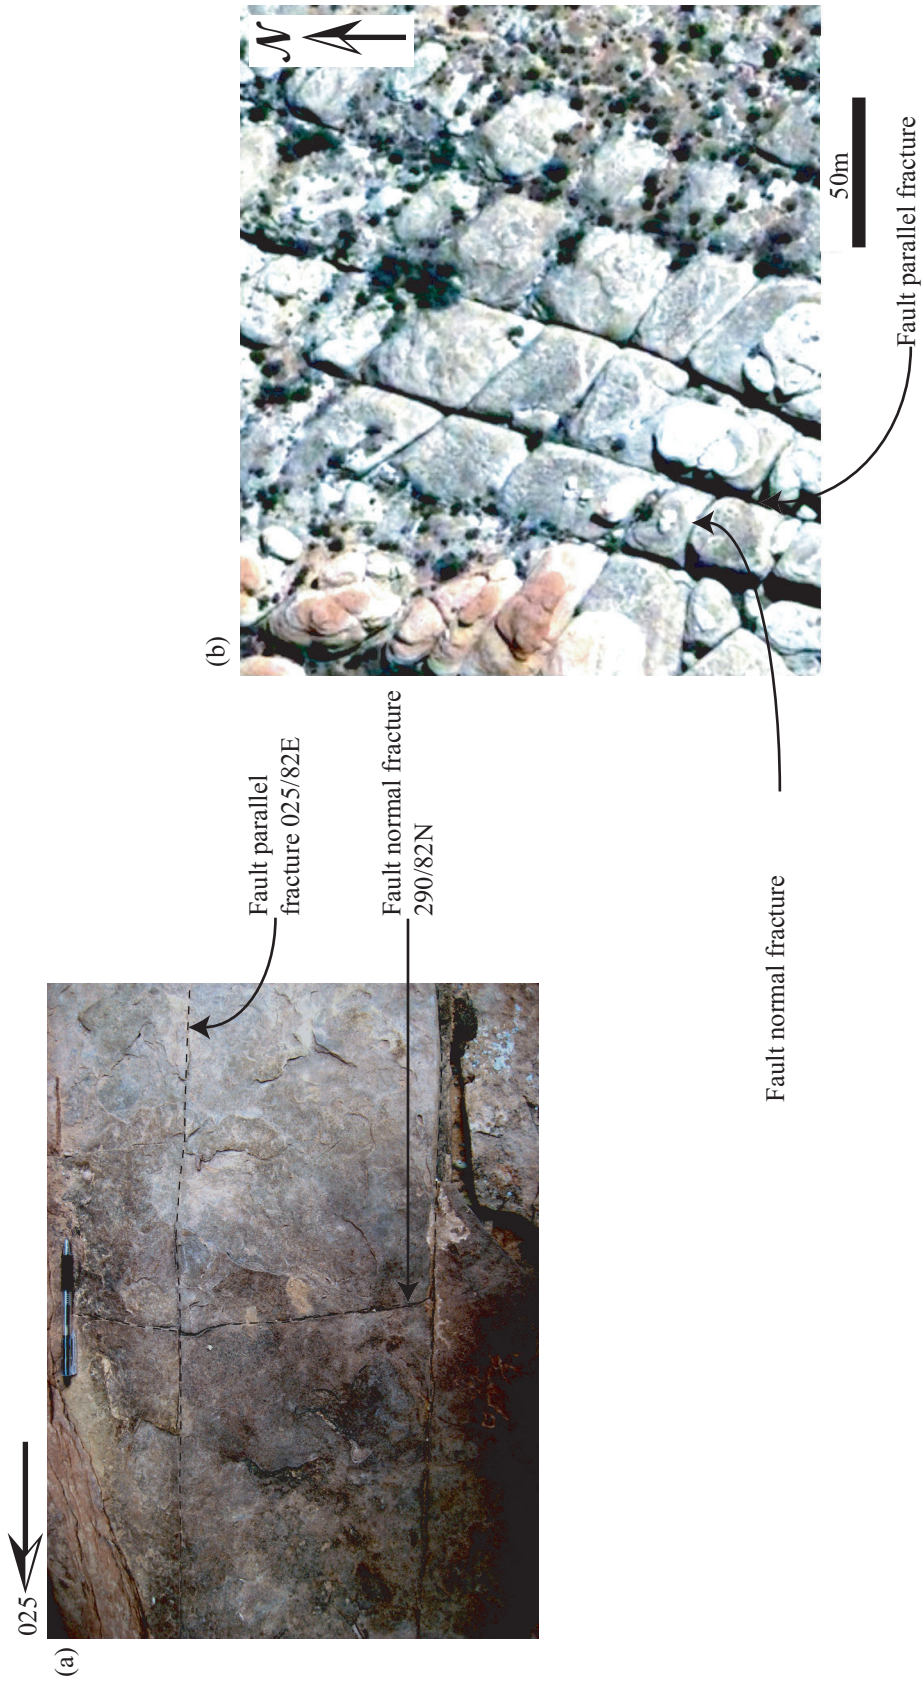 (a)
025
Fault parallel
fracture 025/82E
Fault normal fracture
290/82N
(b)
N
50m
Fault normal fracture
Fault parallel fracture